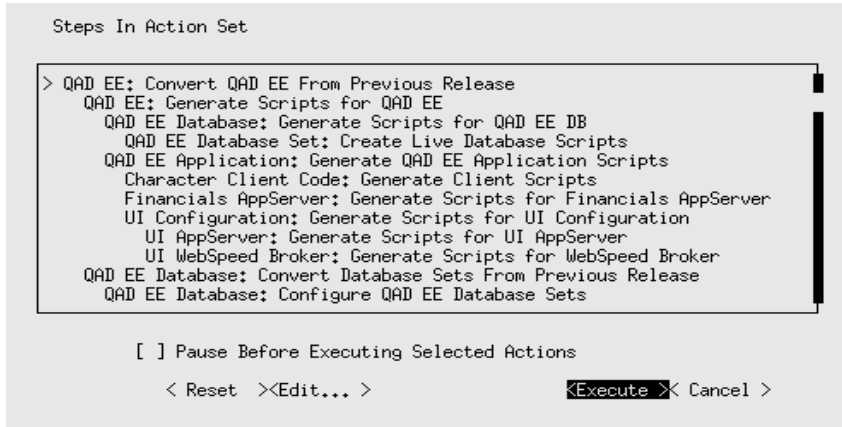 Steps In Action Set
> QAD EE: Convert QAD EE From Previous Release
QAD EE: Generate Scripts for QAD EE
QAD EE Database: Generate Scripts for QAD EE DB
QAD EE Database Set: Create Live Database Scripts
QAD EE Application: Generate QAD EE Application Scripts
Character Client Code: Generate Client Scripts
Financials AppServer: Generate Scripts for Financials AppServer
UI Configuration: Generate Scripts for UI Configuration
UI AppServer: Generate Scripts for UI AppServer
UI WebSpeed Broker: Generate Scripts for WebSpeed Broker
QAD EE Database: Convert Database Sets From Previous Release
QAD EE Database: Configure QAD EE Database Sets
[ ] Pause Before Executing Selected Actions
< Reset ><Edit... > <Execute >< Cancel >